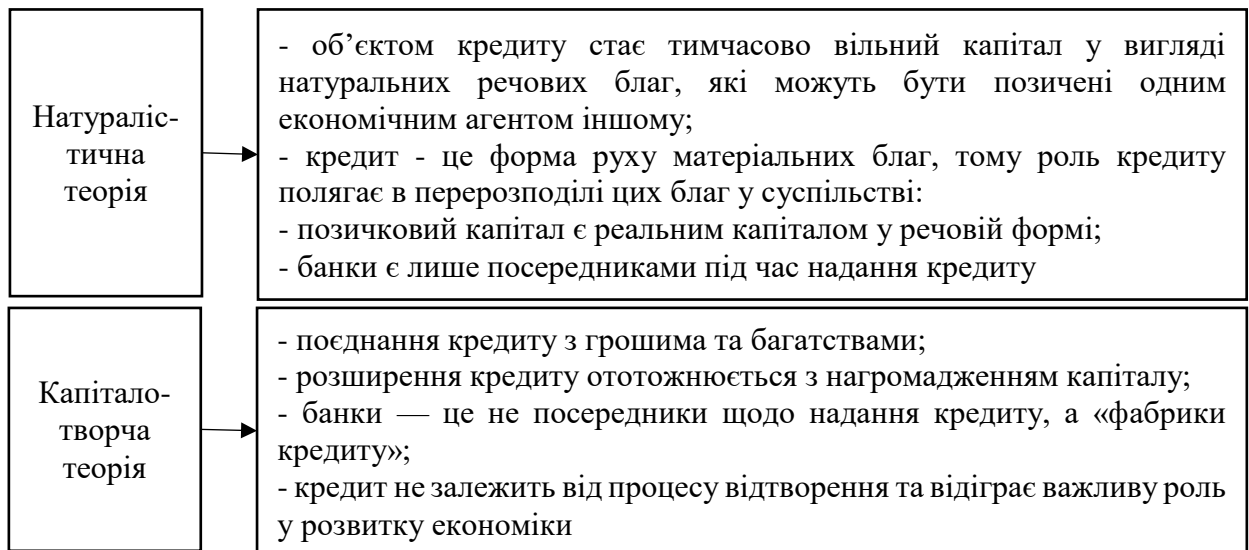 Натураліс-
тична
теорія
- об’єктом кредиту стає тимчасово вільний капітал у вигляді
натуральних речових благ, які можуть бути позичені одним
економічним агентом іншому;
- кредит - це форма руху матеріальних благ, тому роль кредиту
полягає в перерозподілі цих благ у суспільстві:
- позичковий капітал є реальним капіталом у речовій формі;
- банки є лише посередниками під час надання кредиту
Капітало-
творча
теорія
- поєднання кредиту з грошима та багатствами;
- розширення кредиту ототожнюється з нагромадженням капіталу;
- банки — це не посередники щодо надання кредиту, а «фабрики
кредиту»;
- кредит не залежить від процесу відтворення та відіграє важливу роль
у розвитку економіки